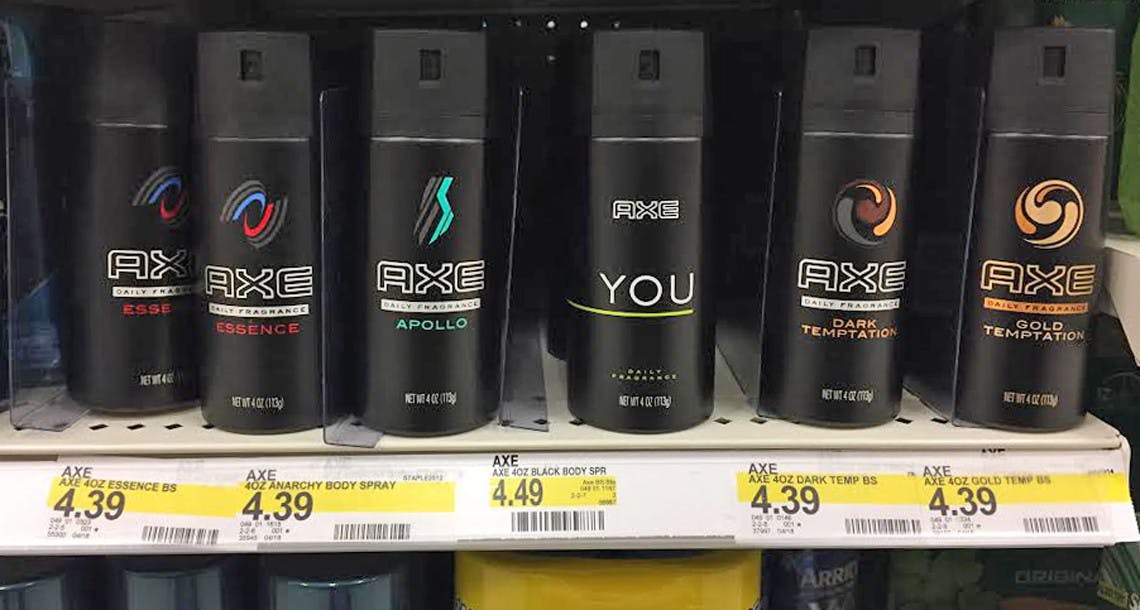 AXE
DAILY FRAGR
ESSE
NET WT 4 OZ
AXE
DAILY FRAGRANCE
ESSENCE
NET WT 4 OZ (113g)
AXE
DAILY FRAGRANCE
APOLLO
NET WT 4 OZ (113g)
AXE
YOU
DAILY
FRAGRANCE
NET WT 4 OZ (113g)
AXE
DAILY FRAGRANCE
DARK
TEMPTATION
NET WT 4 OZ (113g)
AXE
DAILY FRAGRANCE
GOLD
TEMPTATION
NET WT 4 OZ (113g)
AXE
AXE 4OZ ESSENCE BS
4.39
AXE
4OZ ANARCHY BODY SPRAY
4.39
AXE
AXE 4OZ BLACK BODY SPR
4.49
AXE
AXE 4OZ DARK TEMP BS
4.39
AXE
AXE 4OZ GOLD TEMP BS
4.39
ORIGINA